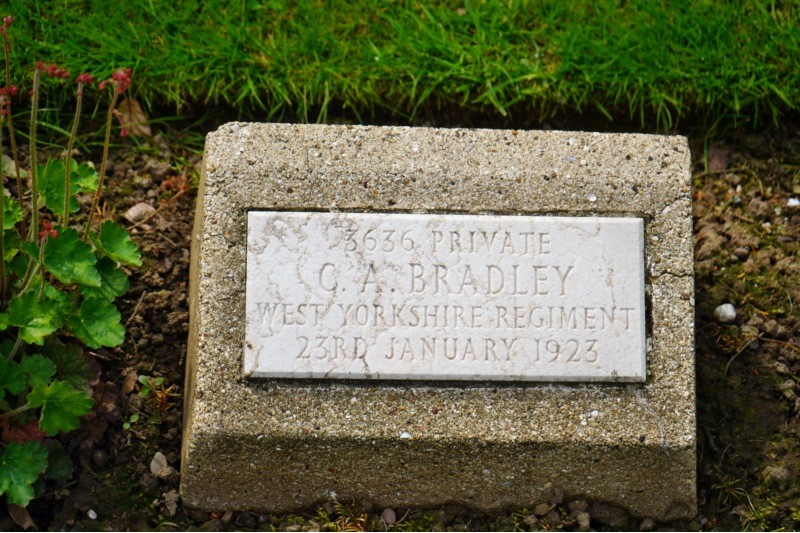 3636 PRIVATE
C. A. BRADLEY
WEST YORKSHIRE REGIMENT
23RD JANUARY 1923